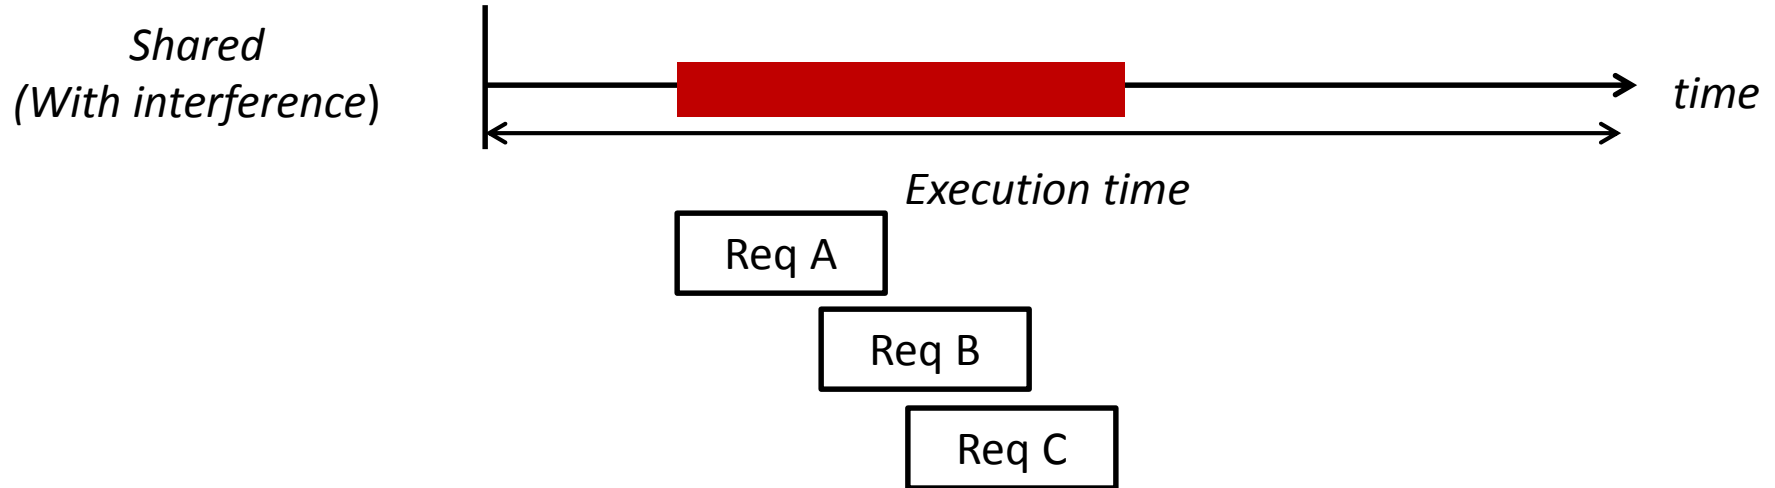 Shared
(With interference)
time
Execution time
Req A
Req B
Req C